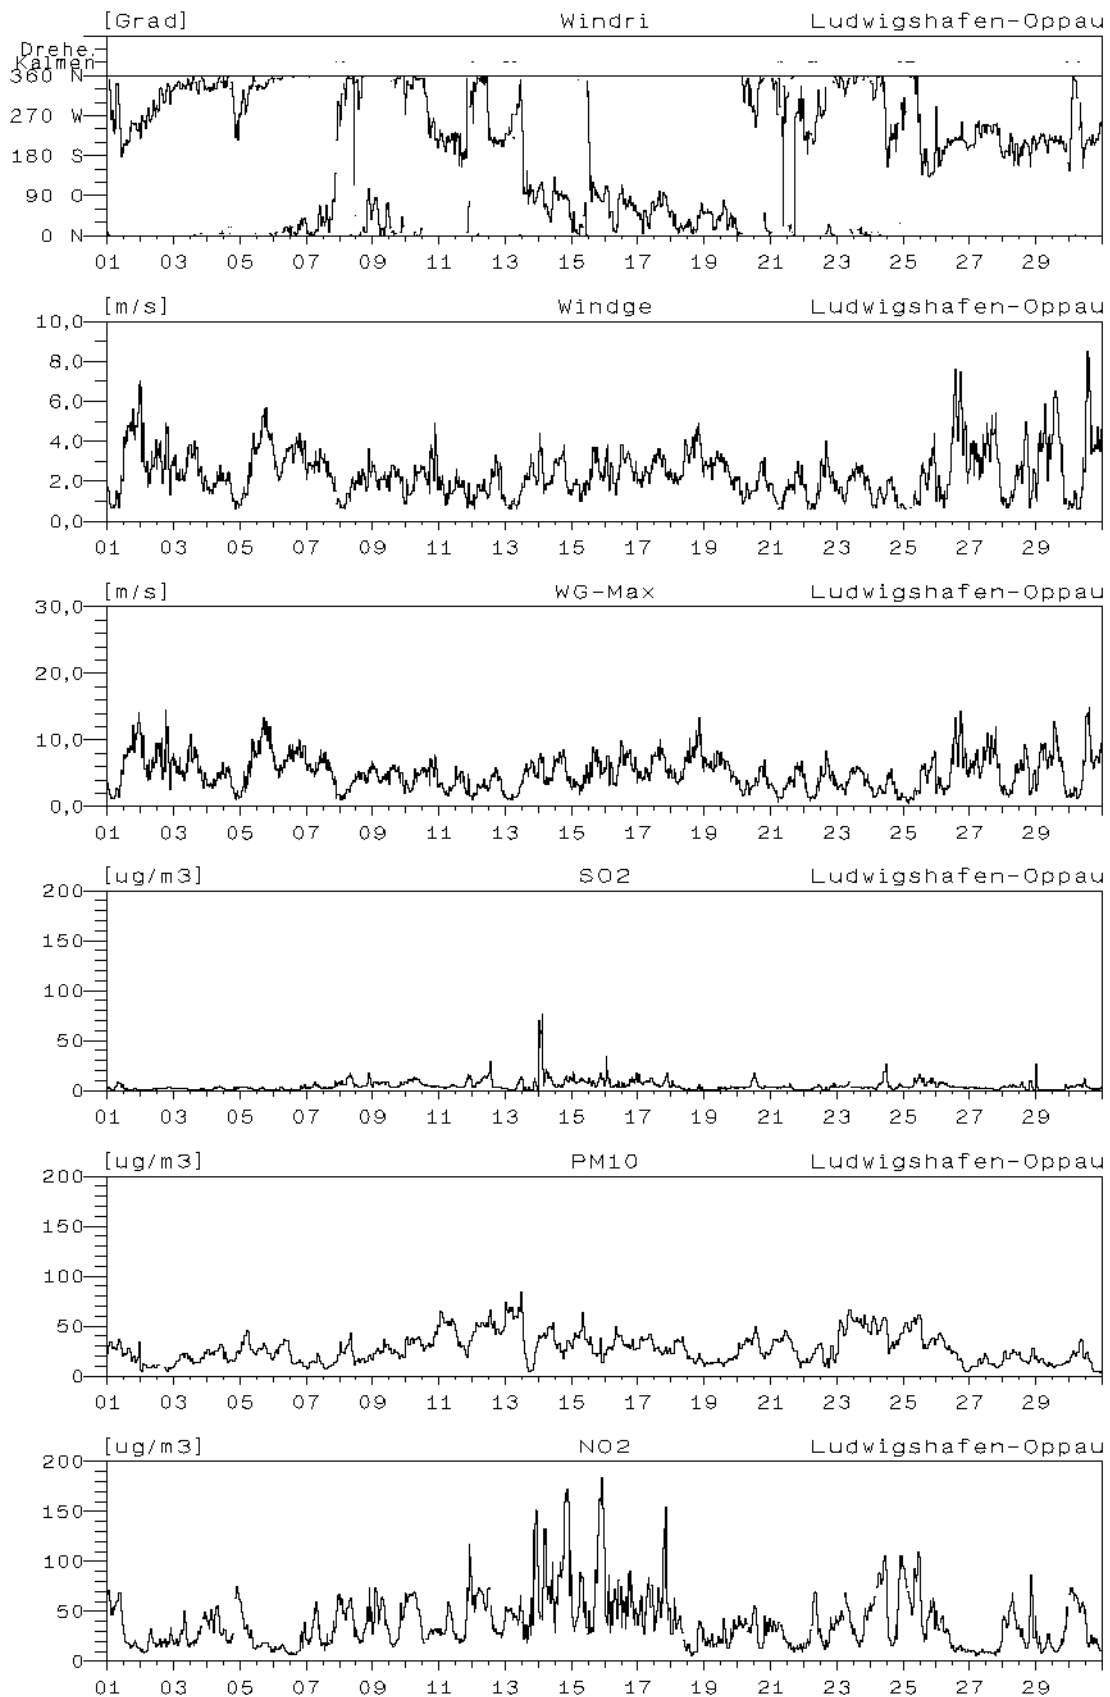 [Grad] Windri Ludwigshafen-Oppau
Drehe.
Kalmen
360 N
270 W
180 S
90 O
0 N
01 03 05 07 09 11 13 15 17 19 21 23 25 27 29
[m/s] Windge Ludwigshafen-Oppau
10,0
8,0
6,0
4,0
2,0
0,0
01 03 05 07 09 11 13 15 17 19 21 23 25 27 29
[m/s] WG-Max Ludwigshafen-Oppau
30,0
20,0
10,0
0,0
01 03 05 07 09 11 13 15 17 19 21 23 25 27 29
[ug/m3] SO2 Ludwigshafen-Oppau
200
150
100
50
0
01 03 05 07 09 11 13 15 17 19 21 23 25 27 29
[ug/m3] PM10 Ludwigshafen-Oppau
200
150
100
50
0
01 03 05 07 09 11 13 15 17 19 21 23 25 27 29
[ug/m3] NO2 Ludwigshafen-Oppau
200
150
100
50
0
01 03 05 07 09 11 13 15 17 19 21 23 25 27 29